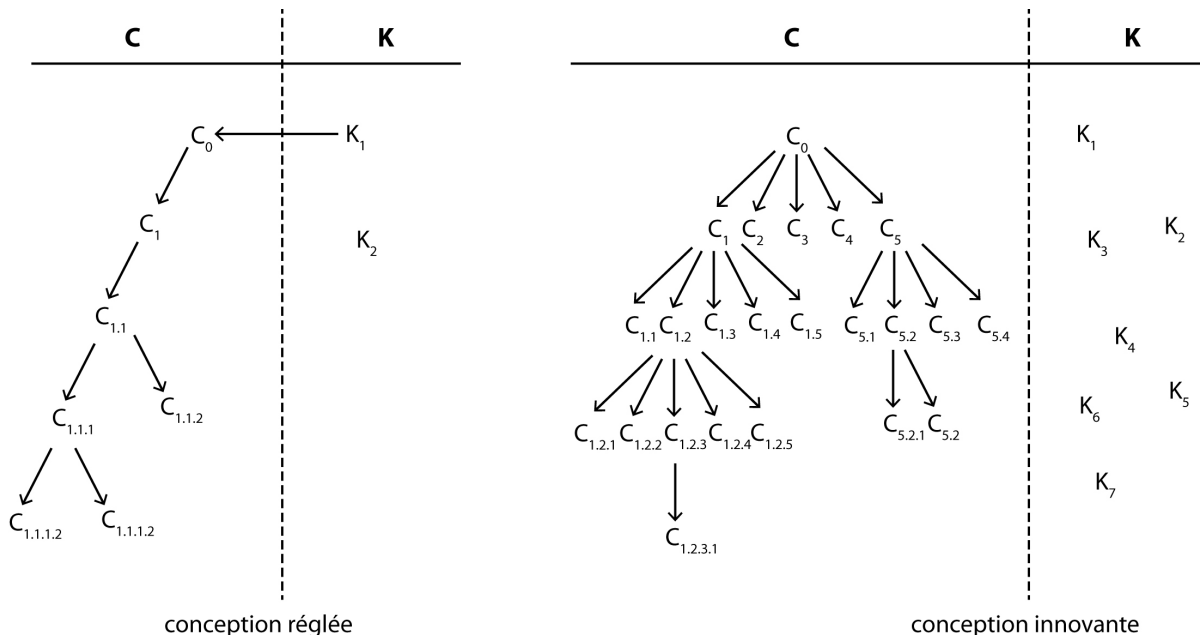 C K
C₀ K₁
C₁
K₂
C₁.₁
C₁.₁.₁ C₁.₁.₂
C₁.₁.₁.₂ C₁.₁.₁.₂
conception réglée
C K
C₀ K₁
C₁ C₂ C₃ C₄ C₅ K₃ K₂
C₁.₁ C₁.₂ C₁.₃ C₁.₄ C₁.₅ C₅.₁ C₅.₂ C₅.₃ C₅.₄ K₄
K₆ K₅
C₁.₂.₁ C₁.₂.₂ C₁.₂.₃ C₁.₂.₄ C₁.₂.₅ C₅.₂.₁ C₅.₂
K₇
C₁.₂.₃.₁
conception innovante